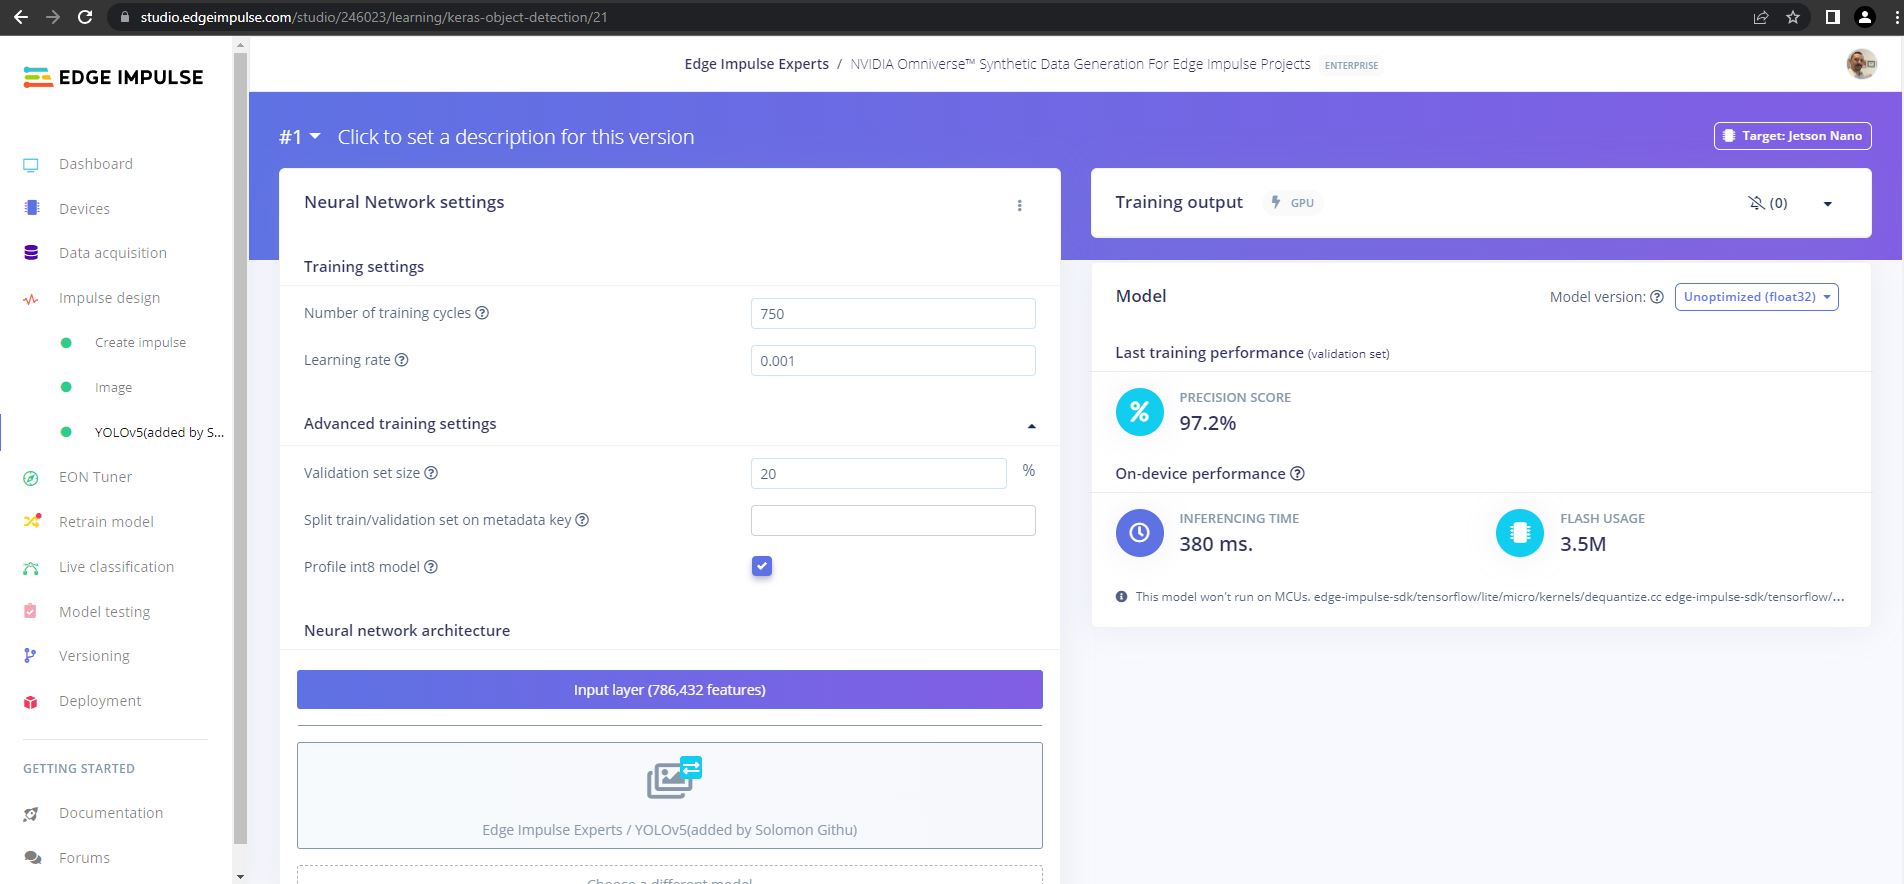 studio.edgeimpulse.com/studio/246023/learning/keras-object-detection/21
EDGE IMPULSE
Edge Impulse Experts / NVIDIA Omniverse™ Synthetic Data Generation For Edge Impulse Projects ENTERPRISE
#1 Click to set a description for this version
Target: Jetson Nano
Dashboard
Devices
Data acquisition
Impulse design
Create impulse
Image
YOLOv5(added by S...
EON Tuner
Retrain model
Live classification
Model testing
Versioning
Deployment
GETTING STARTED
Documentation
Forums
Neural Network settings
Training settings
Number of training cycles ? 750
Learning rate ? 0.001
Advanced training settings
Validation set size ? 20 %
Split train/validation set on metadata key ?
Profile int8 model ?
Neural network architecture
Input layer (786,432 features)
Edge Impulse Experts / YOLOv5(added by Solomon Githu)
Choose a different model
Training output GPU (0)
Model Model version: ? Unoptimized (float32)
Last training performance (validation set)
% PRECISION SCORE
97.2%
On-device performance ?
INFERENCING TIME
380 ms.
FLASH USAGE
3.5M
This model won't run on MCUs. edge-impulse-sdk/tensorflow/lite/micro/kernels/dequantize.cc edge-impulse-sdk/tensorflow/...